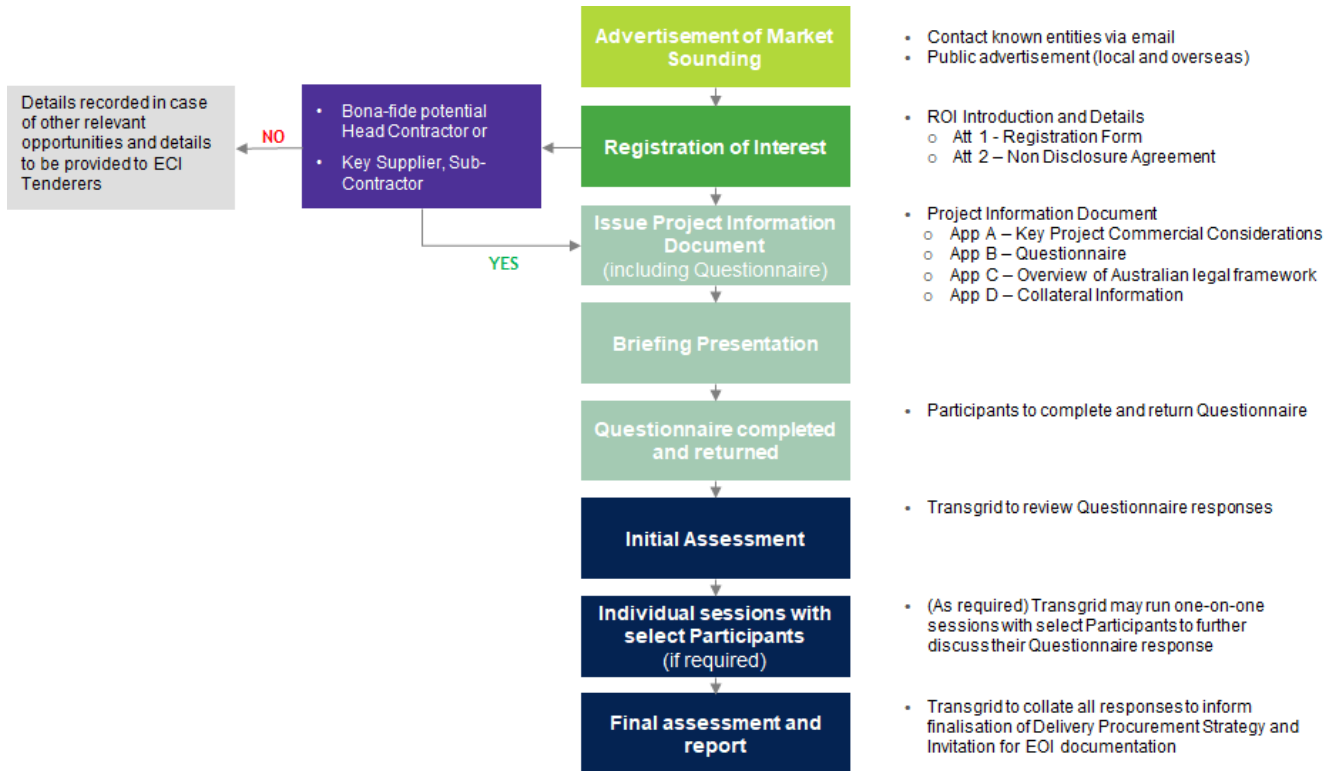 Advertisement of Market
Sounding
• Contact known entities via email
• Public advertisement (local and overseas)
Details recorded in case
of other relevant
opportunities and details
to be provided to ECI
Tenderers
NO
• Bona-fide potential
Head Contractor or
• Key Supplier, Sub-
Contractor
YES
Registration of Interest
• ROI Introduction and Details
o Att 1 - Registration Form
o Att 2 – Non Disclosure Agreement
Issue Project Information
Document
(including Questionnaire)
• Project Information Document
o App A – Key Project Commercial Considerations
o App B – Questionnaire
o App C – Overview of Australian legal framework
o App D – Collateral Information
Briefing Presentation
Questionnaire completed
and returned
• Participants to complete and return Questionnaire
Initial Assessment
• Transgrid to review Questionnaire responses
Individual sessions with
select Participants
(if required)
• (As required) Transgrid may run one-on-one
sessions with select Participants to further
discuss their Questionnaire response
Final assessment and
report
• Transgrid to collate all responses to inform
finalisation of Delivery Procurement Strategy and
Invitation for EOI documentation